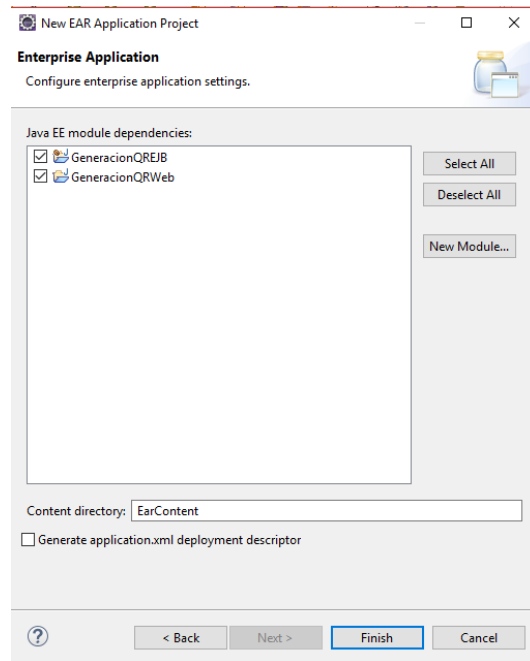 New EAR Application Project
Enterprise Application
Configure enterprise application settings.
Java EE module dependencies:
GeneracionQREJB
GeneracionQRWeb
Select All
Deselect All
New Module...
Content directory: EarContent
Generate application.xml deployment descriptor
? < Back Next > Finish Cancel